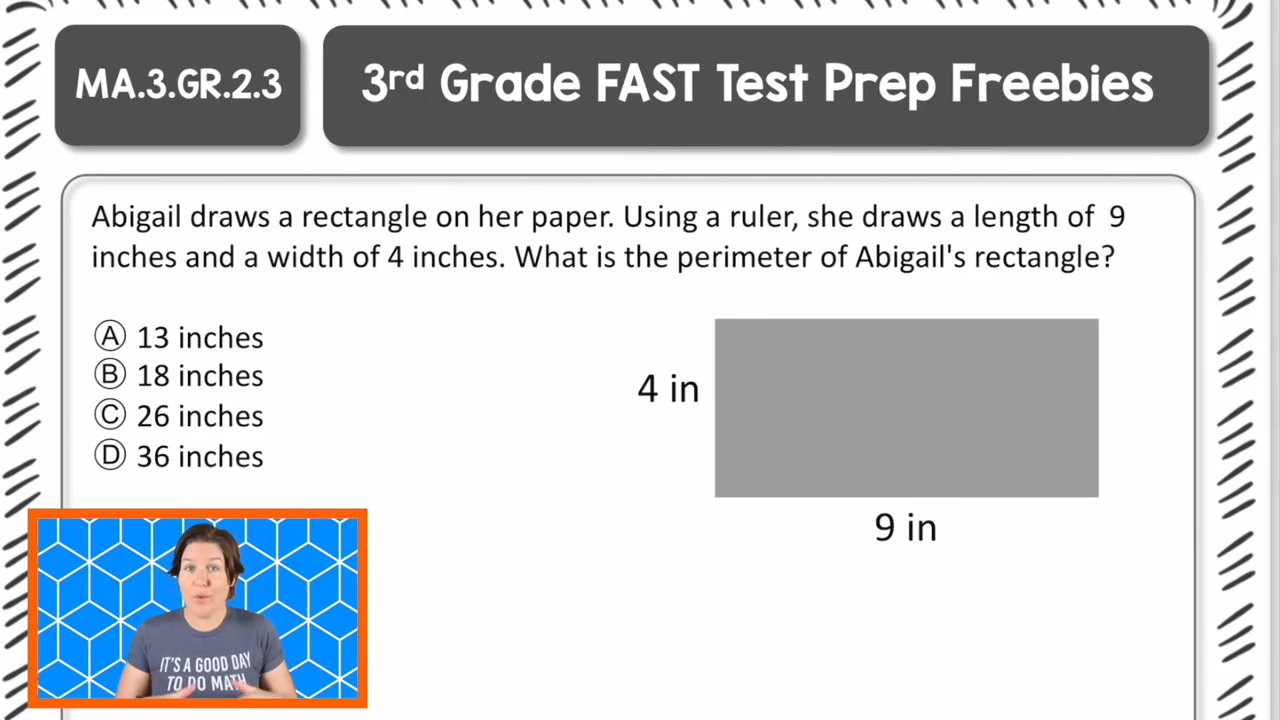 MA.3.GR.2.3
3rd Grade FAST Test Prep Freebies
Abigail draws a rectangle on her paper. Using a ruler, she draws a length of 9
inches and a width of 4 inches. What is the perimeter of Abigail's rectangle?
Ⓐ 13 inches
Ⓑ 18 inches
Ⓒ 26 inches
Ⓓ 36 inches
4 in
9 in
IT'S A GOOD DAY
TO DO MATH